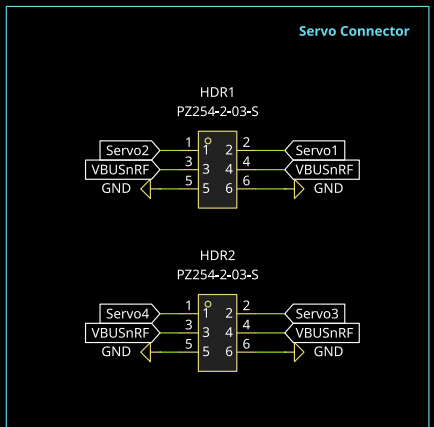 Servo Connector
HDR1
PZ254-2-03-S
Servo2 1 1 2 2 Servo1
VBUSnRF 3 3 4 4 VBUSnRF
GND 5 5 6 6 GND
HDR2
PZ254-2-03-S
Servo4 1 1 2 2 Servo3
VBUSnRF 3 3 4 4 VBUSnRF
GND 5 5 6 6 GND